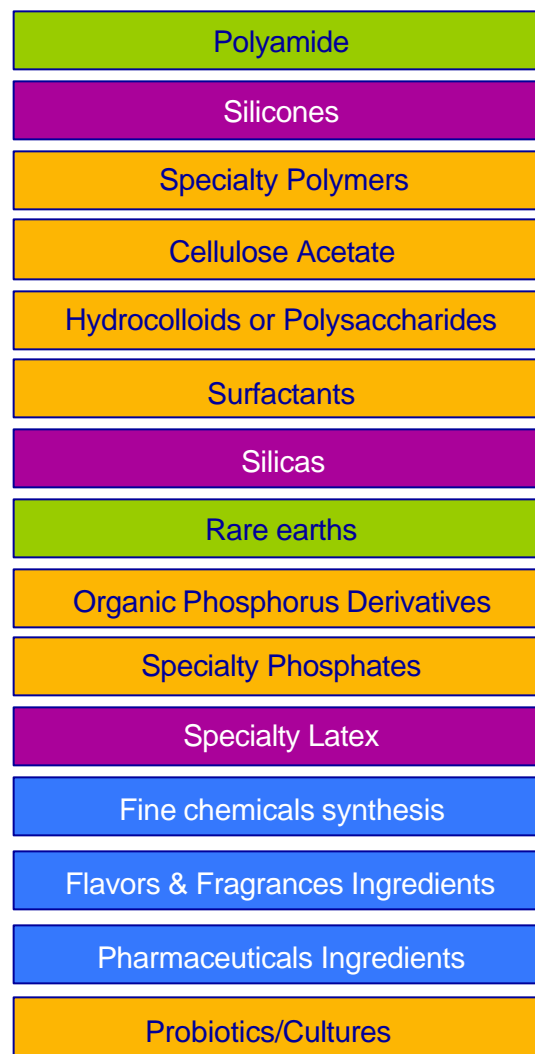 Polyamide
Silicones
Specialty Polymers
Cellulose Acetate
Hydrocolloids or Polysaccharides
Surfactants
Silicas
Rare earths
Organic Phosphorus Derivatives
Specialty Phosphates
Specialty Latex
Fine chemicals synthesis
Flavors & Fragrances Ingredients
Pharmaceuticals Ingredients
Probiotics/Cultures